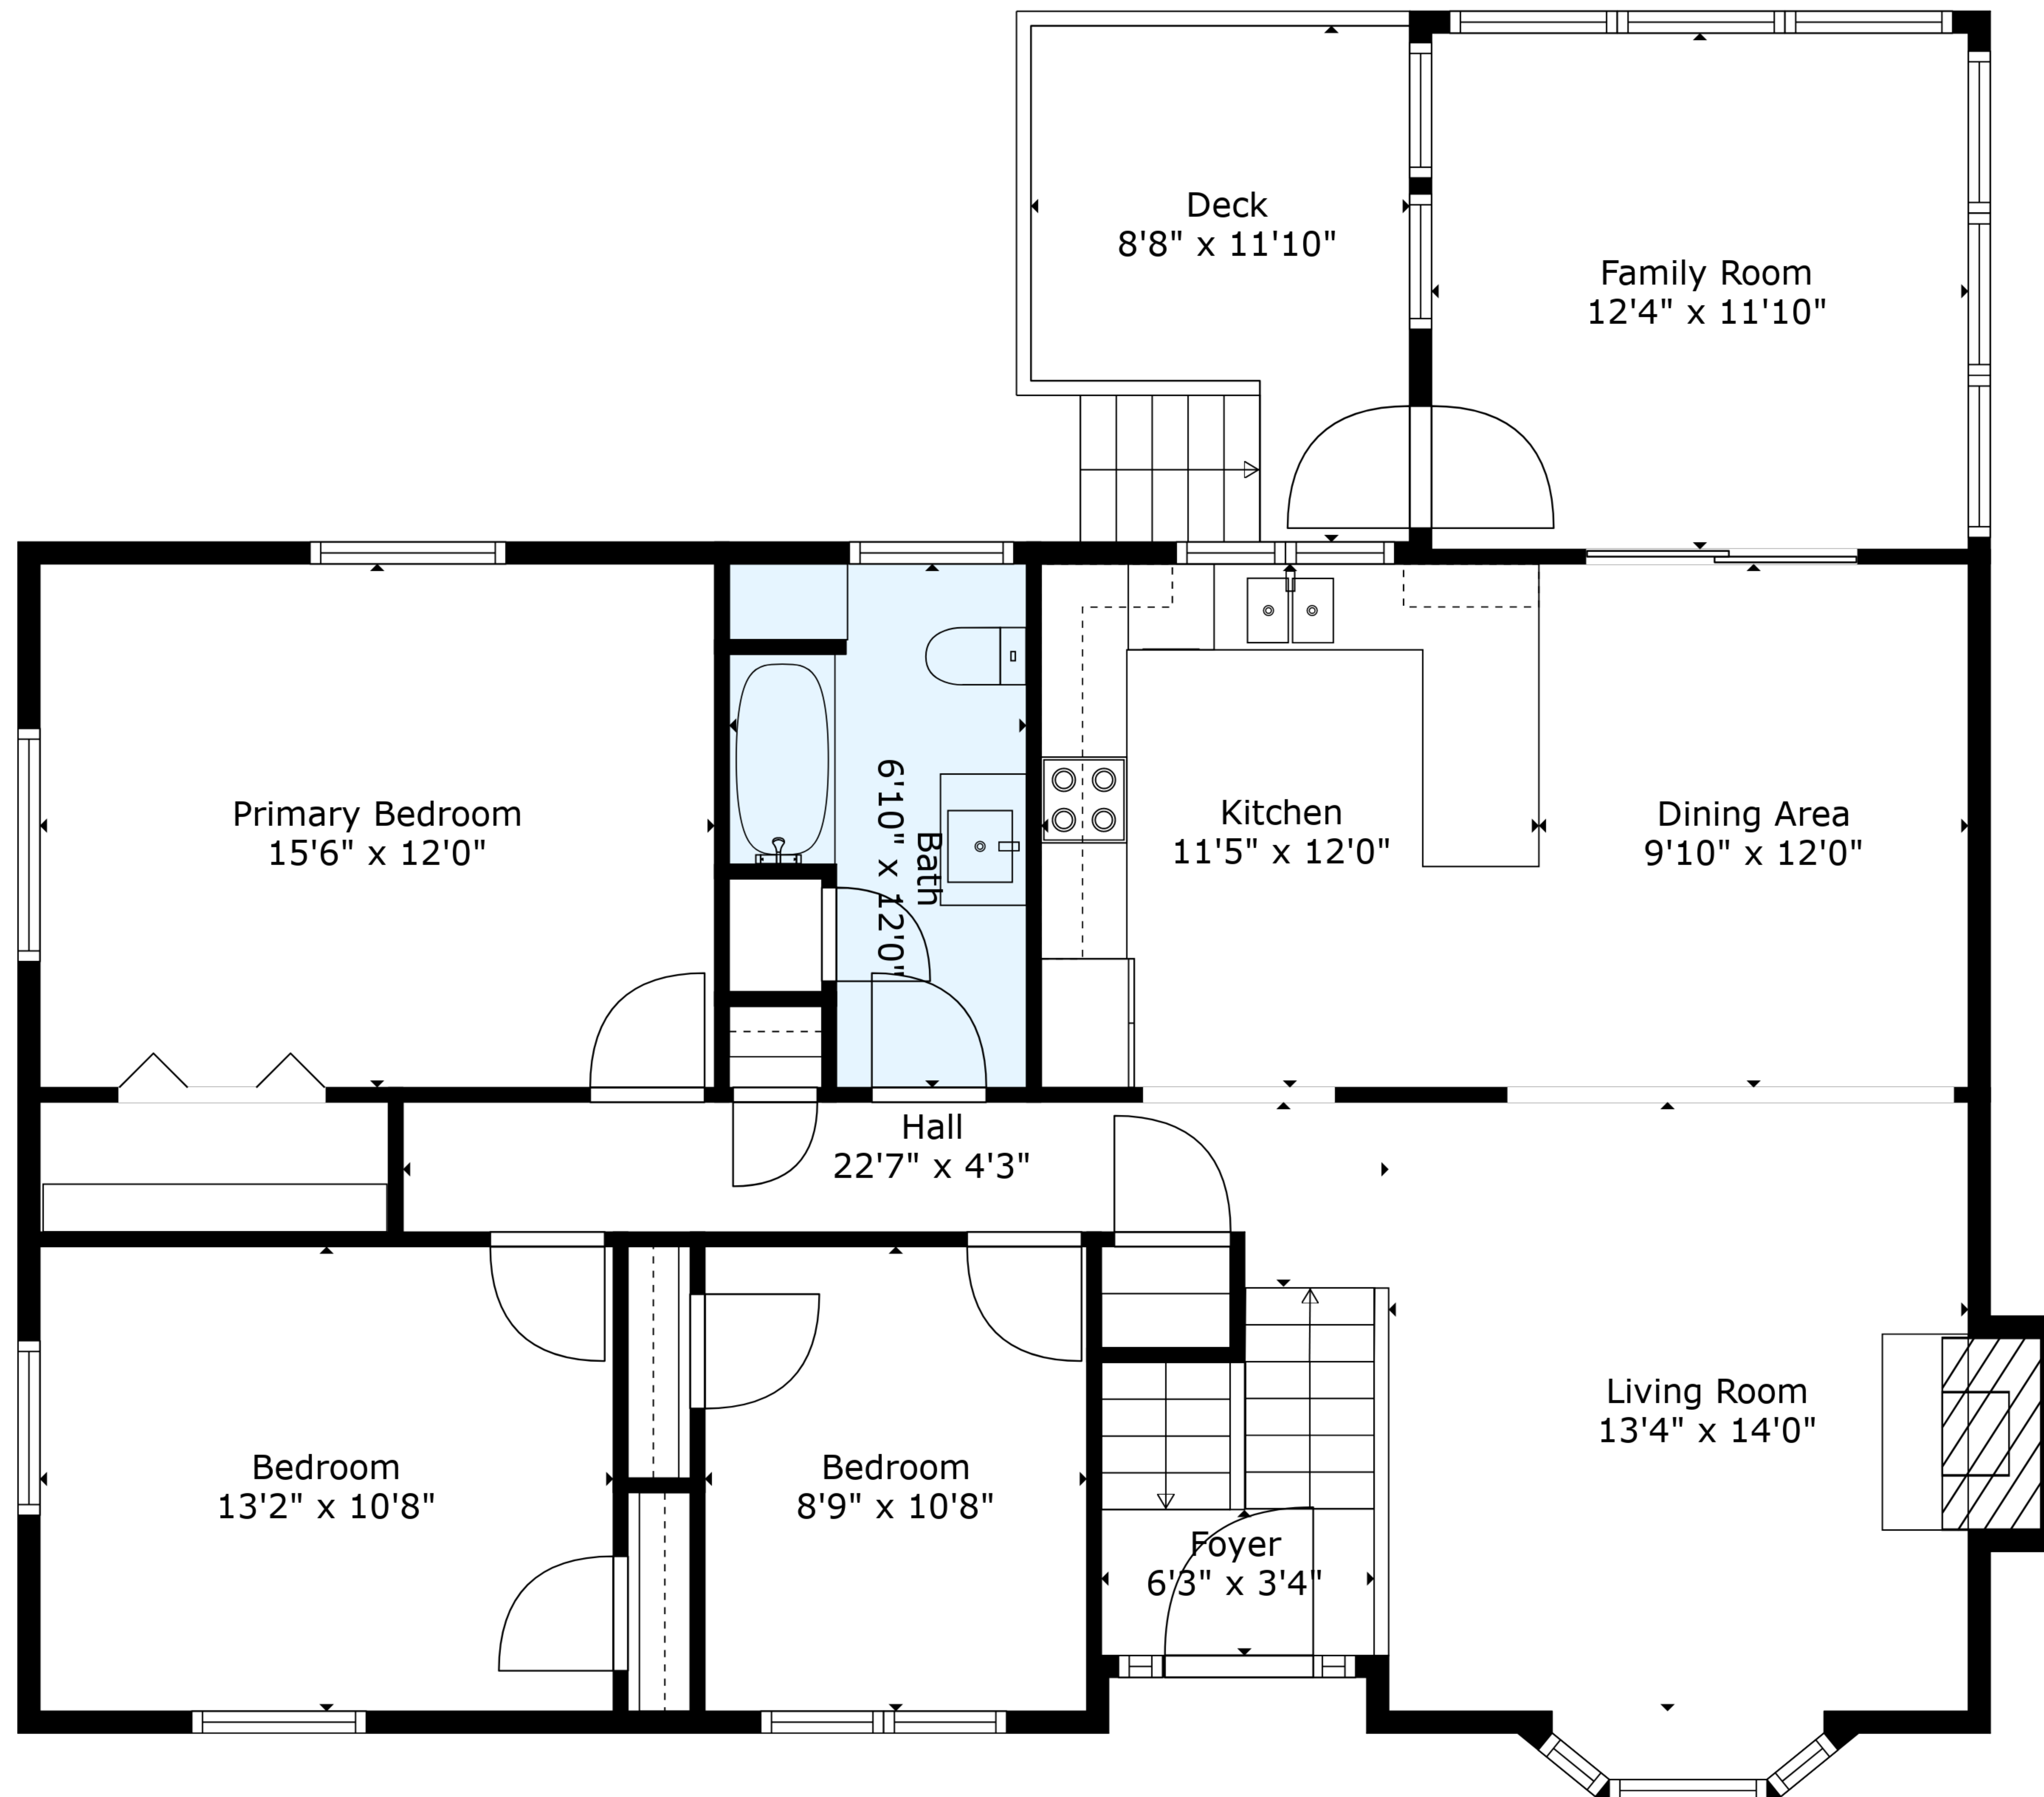 Deck
8'8" x 11'10"
Family Room
12'4" x 11'10"
Primary Bedroom
15'6" x 12'0"
Bath
6'10" x 12'0"
Kitchen
11'5" x 12'0"
Dining Area
9'10" x 12'0"
Hall
22'7" x 4'3"
Living Room
13'4" x 14'0"
Bedroom
13'2" x 10'8"
Bedroom
8'9" x 10'8"
Foyer
6'3" x 3'4"